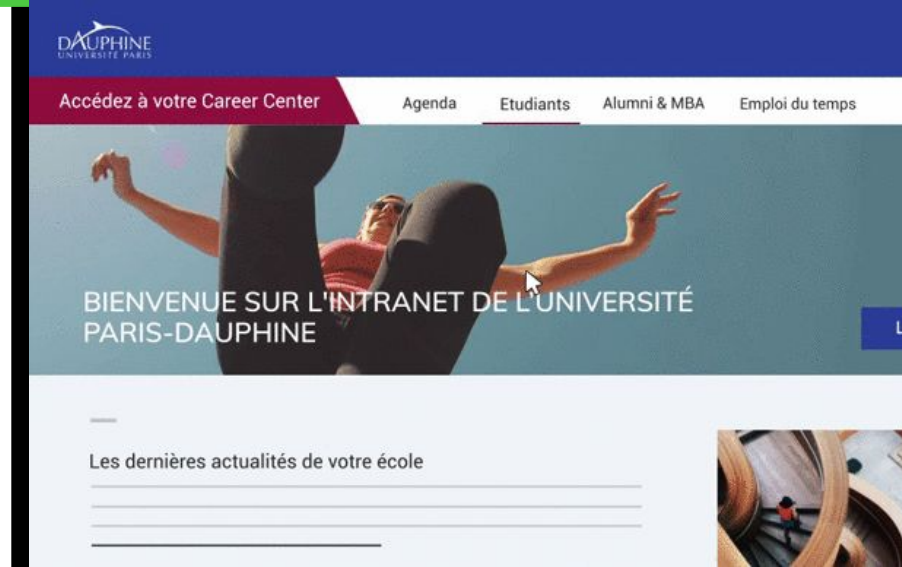 DAUPHINE
UNIVERSITÉ PARIS
Accédez à votre Career Center
Agenda
Etudiants
Alumni & MBA
Emploi du temps
BIENVENUE SUR L'INTRANET DE L'UNIVERSITÉ
PARIS-DAUPHINE
L
Les dernières actualités de votre école